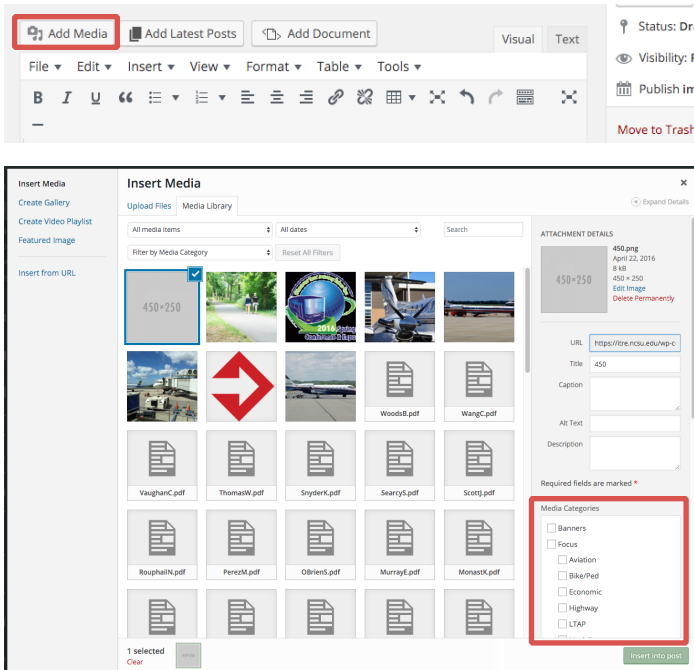 Add Media Add Latest Posts Add Document
Visual Text
File Edit Insert View Format Table Tools
B I U
Status:
Visibility:
Publish
Move to Trash
Insert Media
Create Gallery
Create Video Playlist
Featured Image
Insert from URL
Insert Media
Expand Details
Upload Files Media Library
All media items All dates Search
Filter by Media Category Reset All Filters
450×250
2016 Spring
WoodsB.pdf WangC.pdf
VaughanC.pdf ThomasW.pdf SnyderK.pdf SearcyS.pdf ScottJ.pdf
RouphailN.pdf PerezM.pdf OBrienS.pdf MurrayE.pdf MonastK.pdf
1 selected
Clear
ATTACHMENT DETAILS
450×250
450.png
April 22, 2016
8 kB
450 × 250
Edit Image
Delete Permanently
URL https://itre.ncsu.edu/wp-c
Title 450
Caption
Alt Text
Description
Required fields are marked *
Media Categories
Banners
Focus
Aviation
Bike/Ped
Economic
Highway
LTAP
Insert into post